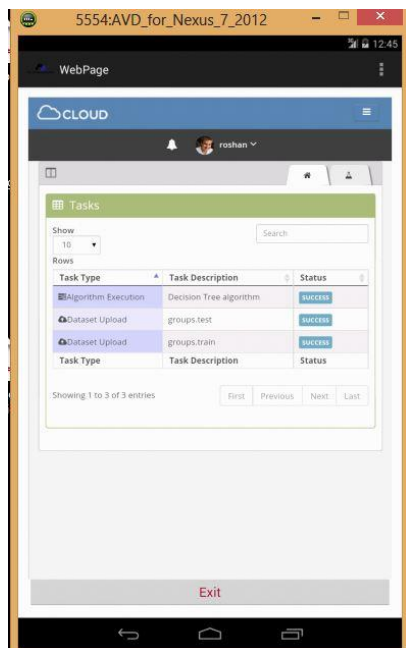 5554:AVD_for_Nexus_7_2012
12:45
WebPage
CLOUD
roshan
Tasks
Show
10
Rows
Search
Task Type Task Description Status
Algorithm Execution Decision Tree algorithm SUCCESS
Dataset Upload groups.test SUCCESS
Dataset Upload groups.train SUCCESS
Task Type Task Description Status
Showing 1 to 3 of 3 entries
First Previous Next Last
Exit